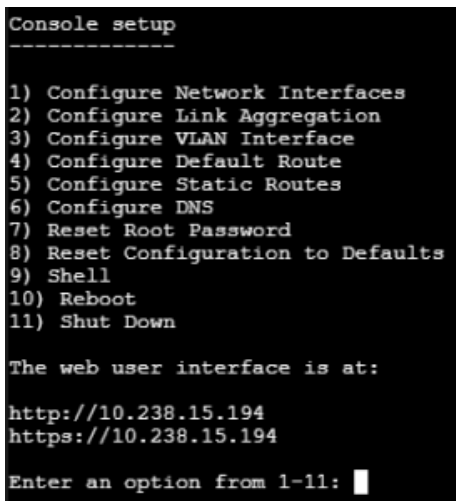 Console setup
-------------
1) Configure Network Interfaces
2) Configure Link Aggregation
3) Configure VLAN Interface
4) Configure Default Route
5) Configure Static Routes
6) Configure DNS
7) Reset Root Password
8) Reset Configuration to Defaults
9) Shell
10) Reboot
11) Shut Down
The web user interface is at:
http://10.238.15.194
https://10.238.15.194
Enter an option from 1-11: